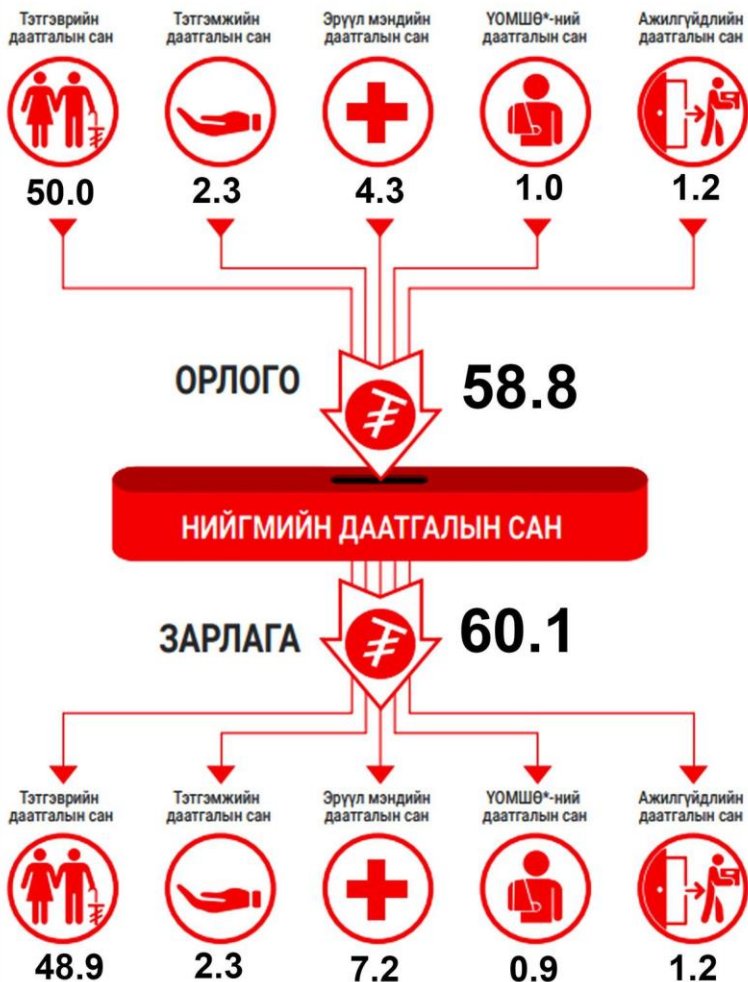 Тэтгэврийн
даатгалын сан
Тэтгэмжийн
даатгалын сан
Эрүүл мэндийн
даатгалын сан
ҮОМШӨ*-ний
даатгалын сан
Ажилгүйдлийн
даатгалын сан
50.0
2.3
4.3
1.0
1.2
ОРЛОГО
₮
58.8
НИЙГМИЙН ДААТГАЛЫН САН
ЗАРЛАГА
₮
60.1
Тэтгэврийн
даатгалын сан
Тэтгэмжийн
даатгалын сан
Эрүүл мэндийн
даатгалын сан
ҮОМШӨ*-ний
даатгалын сан
Ажилгүйдлийн
даатгалын сан
48.9
2.3
7.2
0.9
1.2